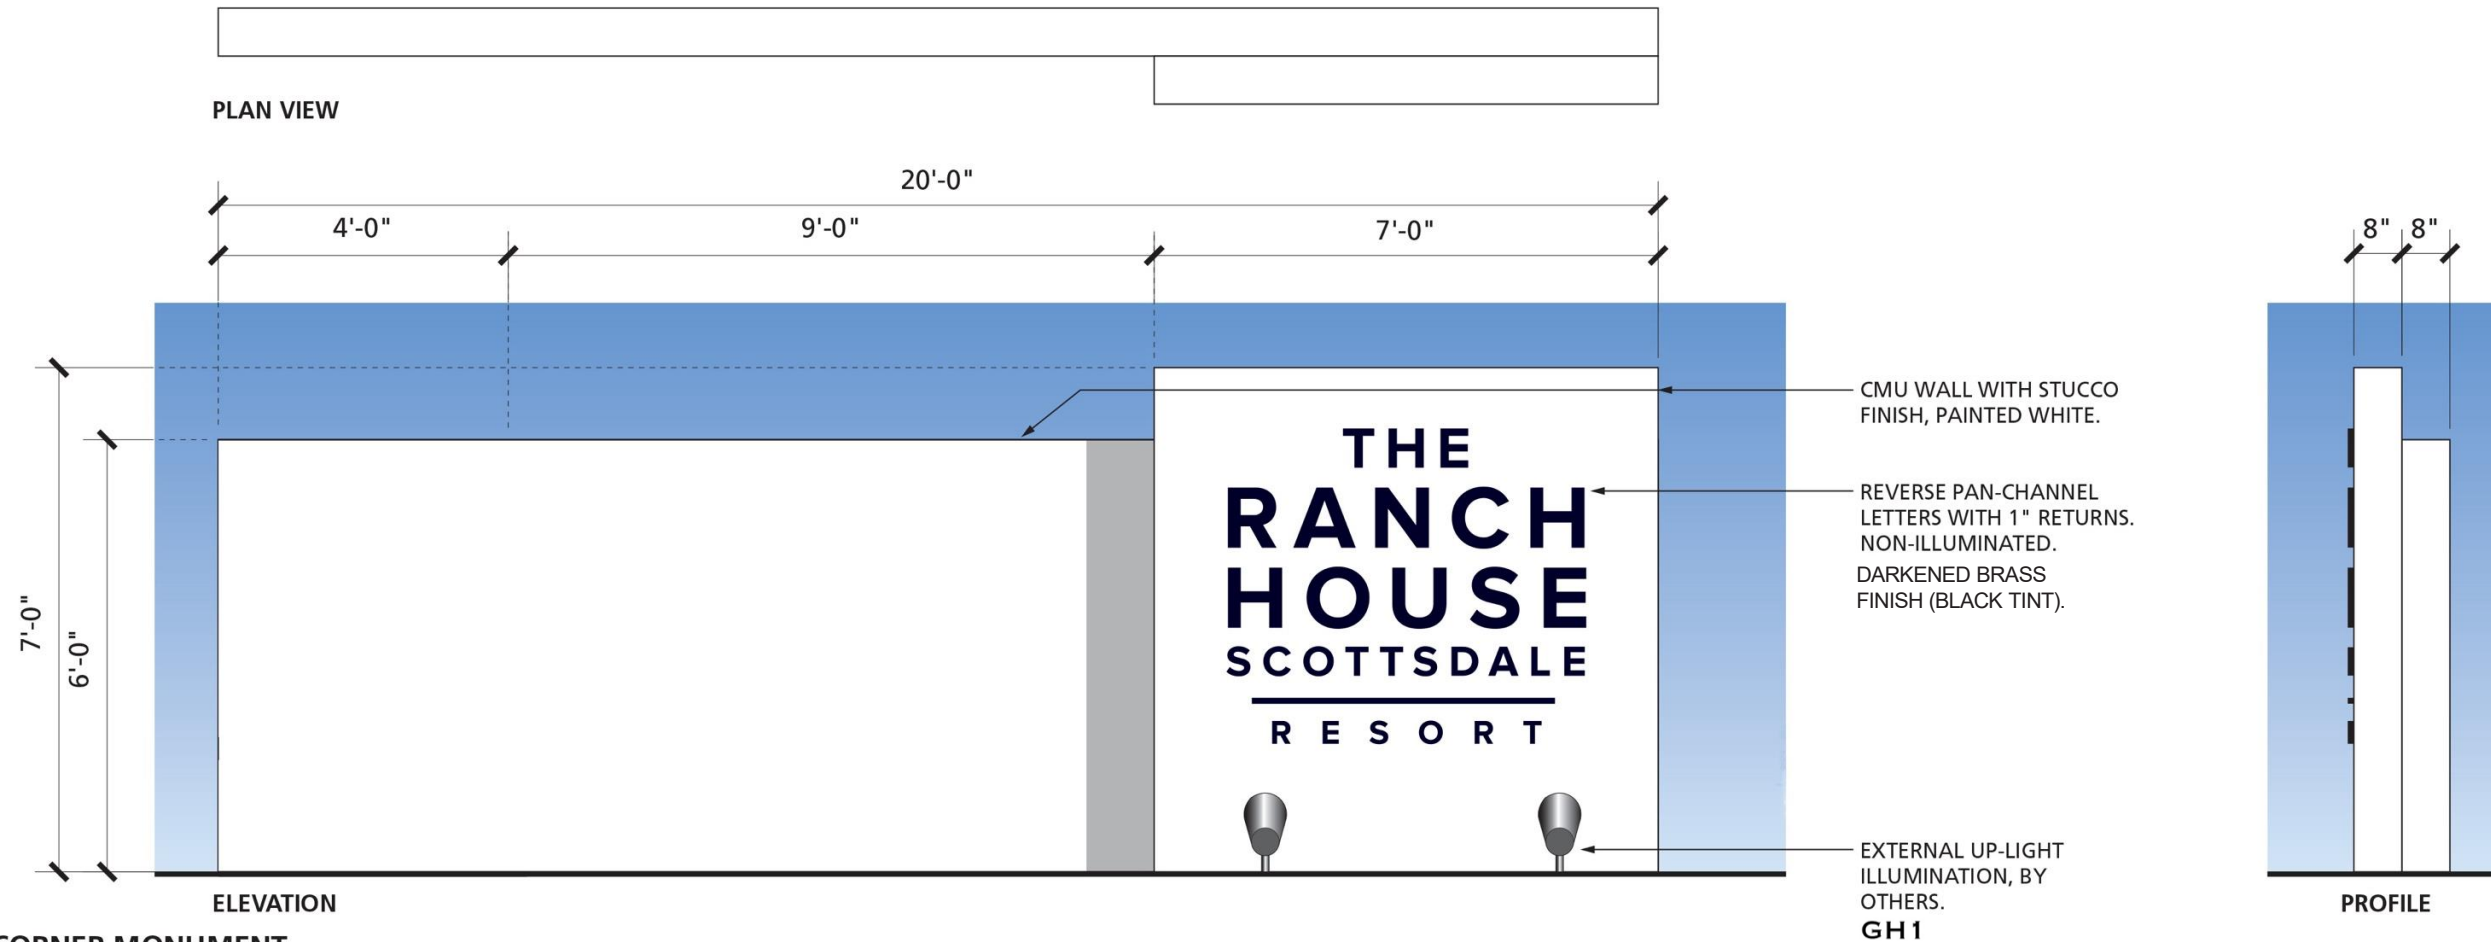 PLAN VIEW
20'-0"
4'-0"
9'-0"
7'-0"
8"
8"
7'-0"
6'-0"
THE
RANCH
HOUSE
SCOTTSDALE
RESORT
CMU WALL WITH STUCCO
FINISH, PAINTED WHITE.
REVERSE PAN-CHANNEL
LETTERS WITH 1" RETURNS.
NON-ILLUMINATED.
DARKENED BRASS
FINISH (BLACK TINT).
EXTERNAL UP-LIGHT
ILLUMINATION, BY
OTHERS.
GH1
ELEVATION
PROFILE
CORNER MONUMENT